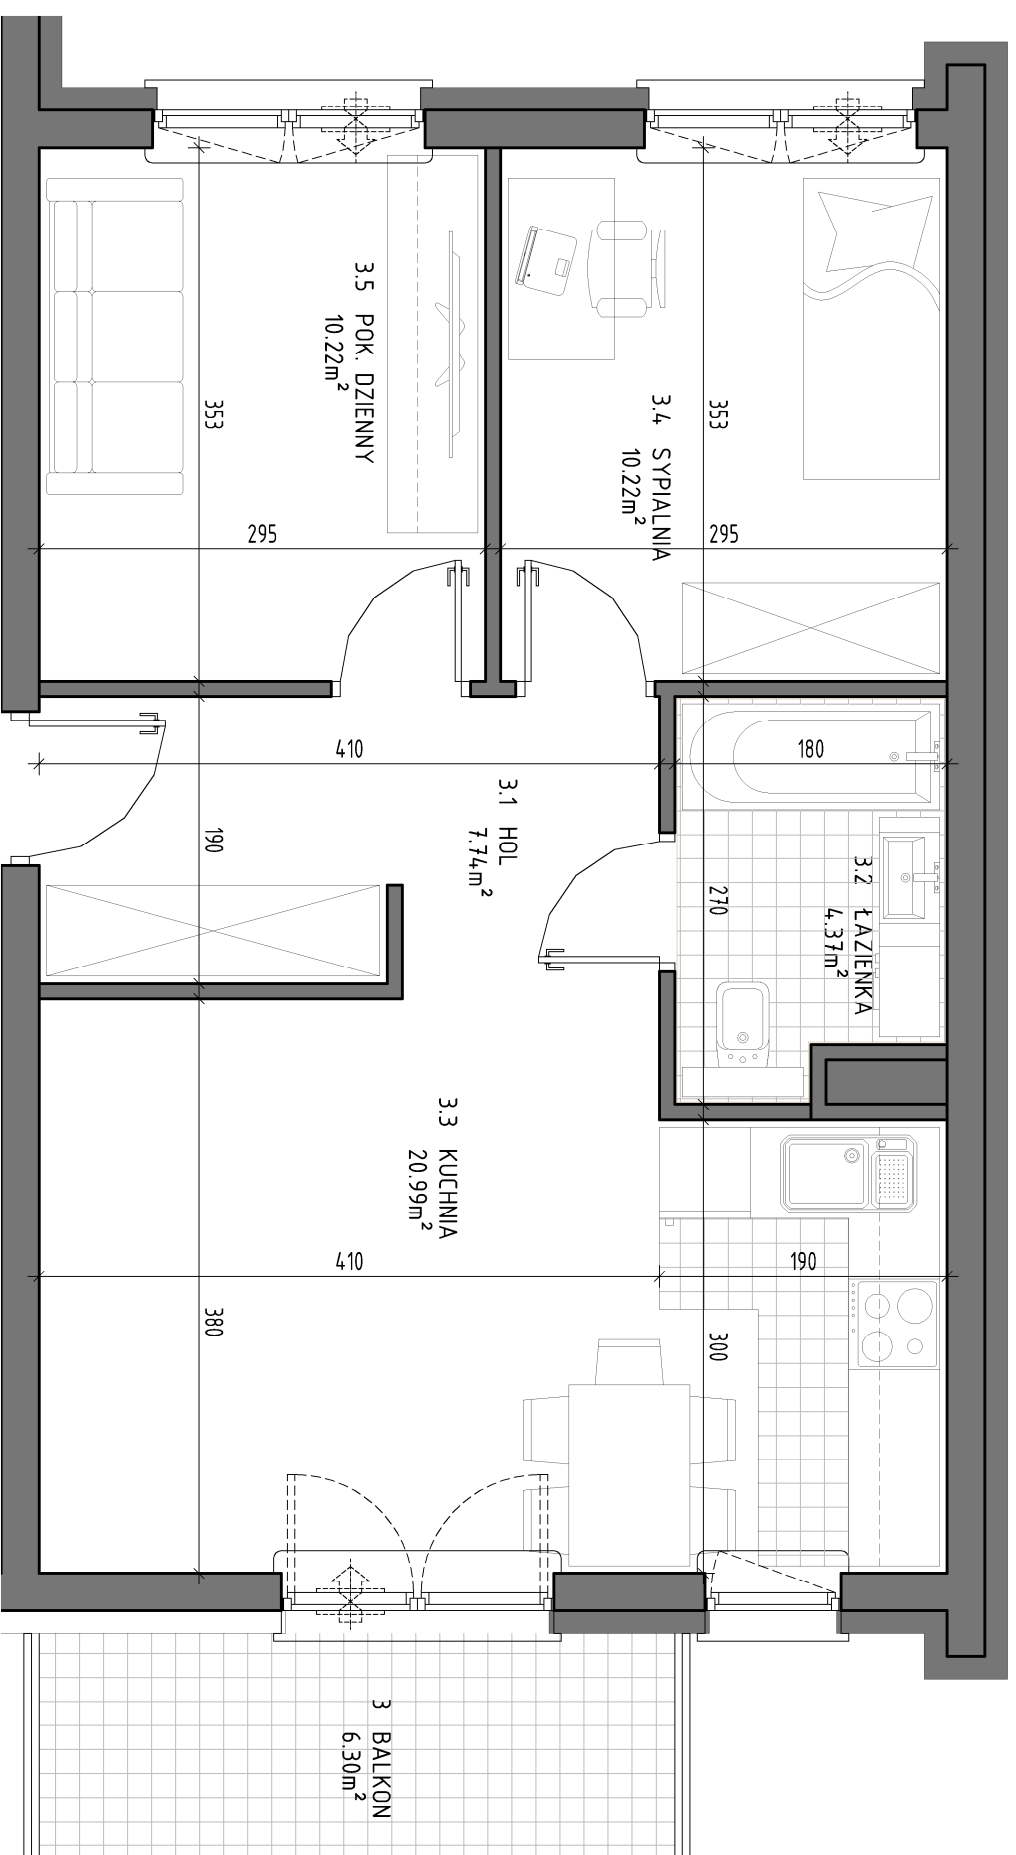 3.5 POK. DZIENNY
10.22m²
353
295
3.4 SYPIALNIA
10.22m²
353
295
410
180
3.1 HOL
7.74m²
190
270
3.2 ŁAZIENKA
4.37m²
3.3 KUCHNIA
20.99m²
410
190
380
300
3 BALKON
6.30m²